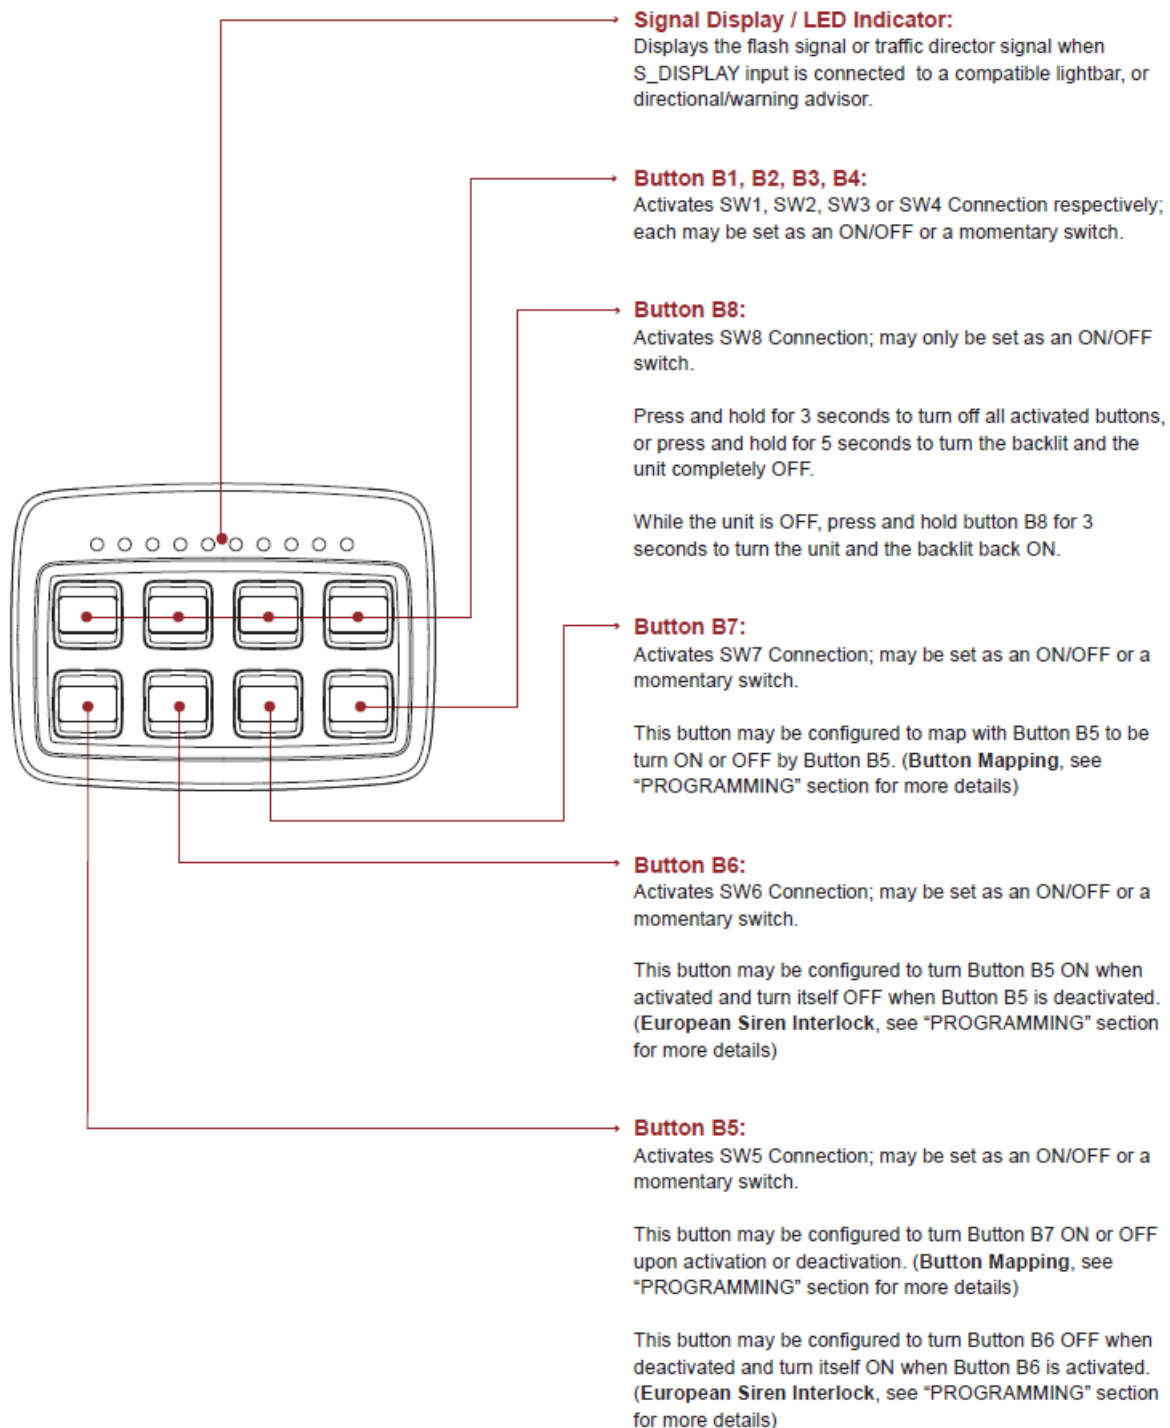 Signal Display / LED Indicator:
Displays the flash signal or traffic director signal when
S_DISPLAY input is connected to a compatible lightbar, or
directional/warning advisor.
Button B1, B2, B3, B4:
Activates SW1, SW2, SW3 or SW4 Connection respectively;
each may be set as an ON/OFF or a momentary switch.
Button B8:
Activates SW8 Connection; may only be set as an ON/OFF
switch.
Press and hold for 3 seconds to turn off all activated buttons,
or press and hold for 5 seconds to turn the backlit and the
unit completely OFF.
While the unit is OFF, press and hold button B8 for 3
seconds to turn the unit and the backlit back ON.
Button B7:
Activates SW7 Connection; may be set as an ON/OFF or a
momentary switch.
This button may be configured to map with Button B5 to be
turn ON or OFF by Button B5. (Button Mapping, see
“PROGRAMMING” section for more details)
Button B6:
Activates SW6 Connection; may be set as an ON/OFF or a
momentary switch.
This button may be configured to turn Button B5 ON when
activated and turn itself OFF when Button B5 is deactivated.
(European Siren Interlock, see “PROGRAMMING” section
for more details)
Button B5:
Activates SW5 Connection; may be set as an ON/OFF or a
momentary switch.
This button may be configured to turn Button B7 ON or OFF
upon activation or deactivation. (Button Mapping, see
“PROGRAMMING” section for more details)
This button may be configured to turn Button B6 OFF when
deactivated and turn itself ON when Button B6 is activated.
(European Siren Interlock, see “PROGRAMMING” section
for more details)